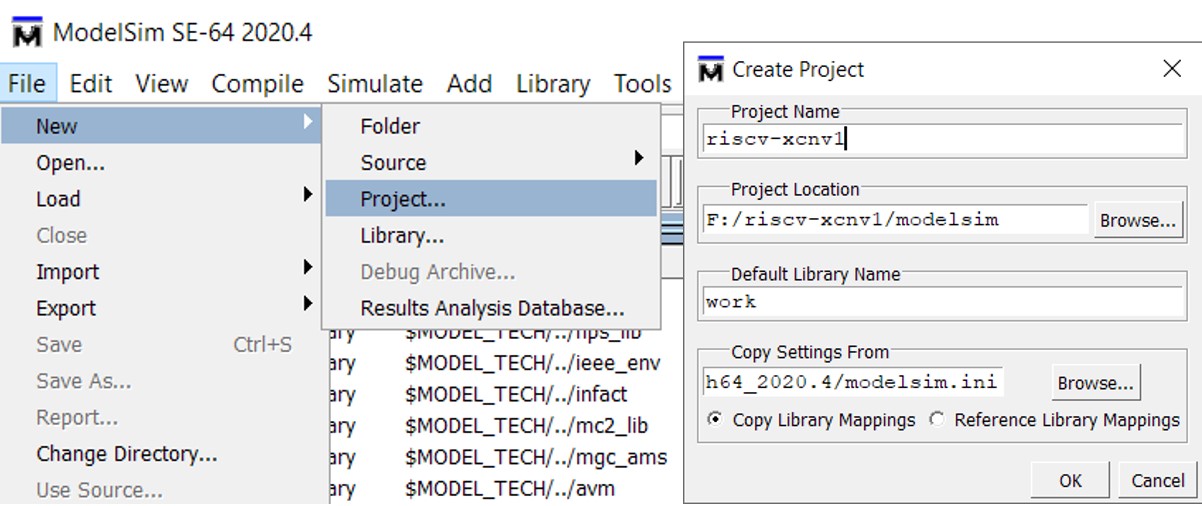 ModelSim SE-64 2020.4
File Edit View Compile Simulate Add Library Tools
New
Open...
Load
Close
Import
Export
Save Ctrl+S
Save As...
Report...
Change Directory...
Use Source...
Folder
Source
Project...
Library...
Debug Archive...
Results Analysis Database...
ary $MODEL_TECH/../nps_lib
ary $MODEL_TECH/../ieee_env
ary $MODEL_TECH/../infact
ary $MODEL_TECH/../mc2_lib
ary $MODEL_TECH/../mgc_ams
ary $MODEL_TECH/../avm
Create Project
Project Name
riscv-xcnv1
Project Location
F:/riscv-xcnv1/modelsim
Browse...
Default Library Name
work
Copy Settings From
h64_2020.4/modelsim.ini
Browse...
Copy Library Mappings Reference Library Mappings
OK Cancel